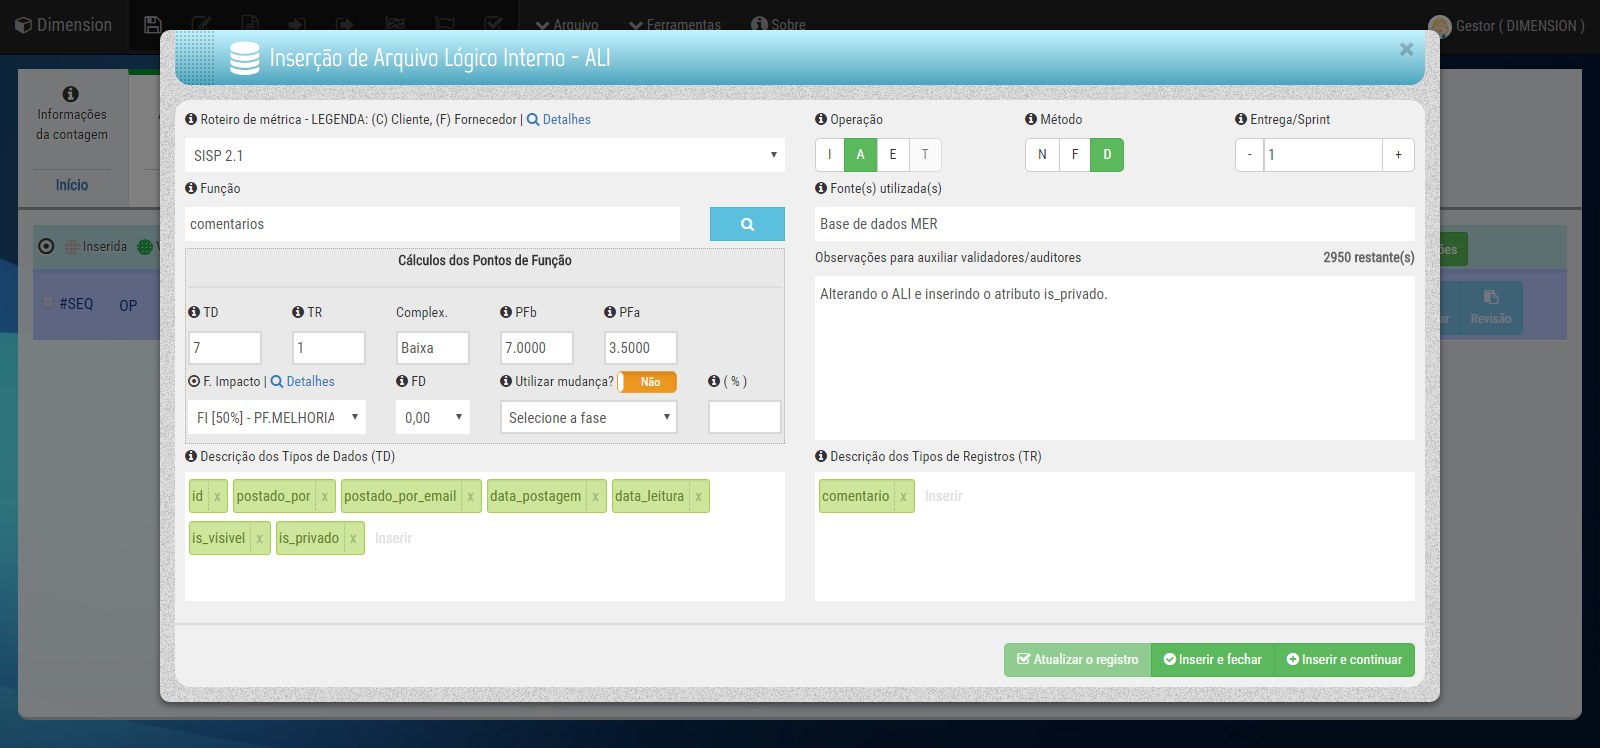 Dimension
Arquivo
Ferramentas
Sobre
Gestor ( DIMENSION )
Inserção de Arquivo Lógico Interno - ALI
Informações
da contagem
Início
Inserida
#SEQ
OP
Revisão
Roteiro de métrica - LEGENDA: (C) Cliente, (F) Fornecedor | Detalhes
SISP 2.1
Função
comentarios
Cálculos dos Pontos de Função
TD TR Complex. PFb PFa
7 1 Baixa 7.0000 3.5000
F. Impacto | Detalhes FD Utilizar mudança? Não ( % )
FI [50%] - PF.MELHORIA 0,00 Selecione a fase
Descrição dos Tipos de Dados (TD)
id x postado_por x postado_por_email x data_postagem x data_leitura x
is_visivel x is_privado x Inserir
Operação Método Entrega/Sprint
I A E T N F D - 1 +
Fonte(s) utilizada(s)
Base de dados MER
Observações para auxiliar validadores/auditores 2950 restante(s)
Alterando o ALI e inserindo o atributo is_privado.
Descrição dos Tipos de Registros (TR)
comentario x Inserir
Atualizar o registro Inserir e fechar Inserir e continuar